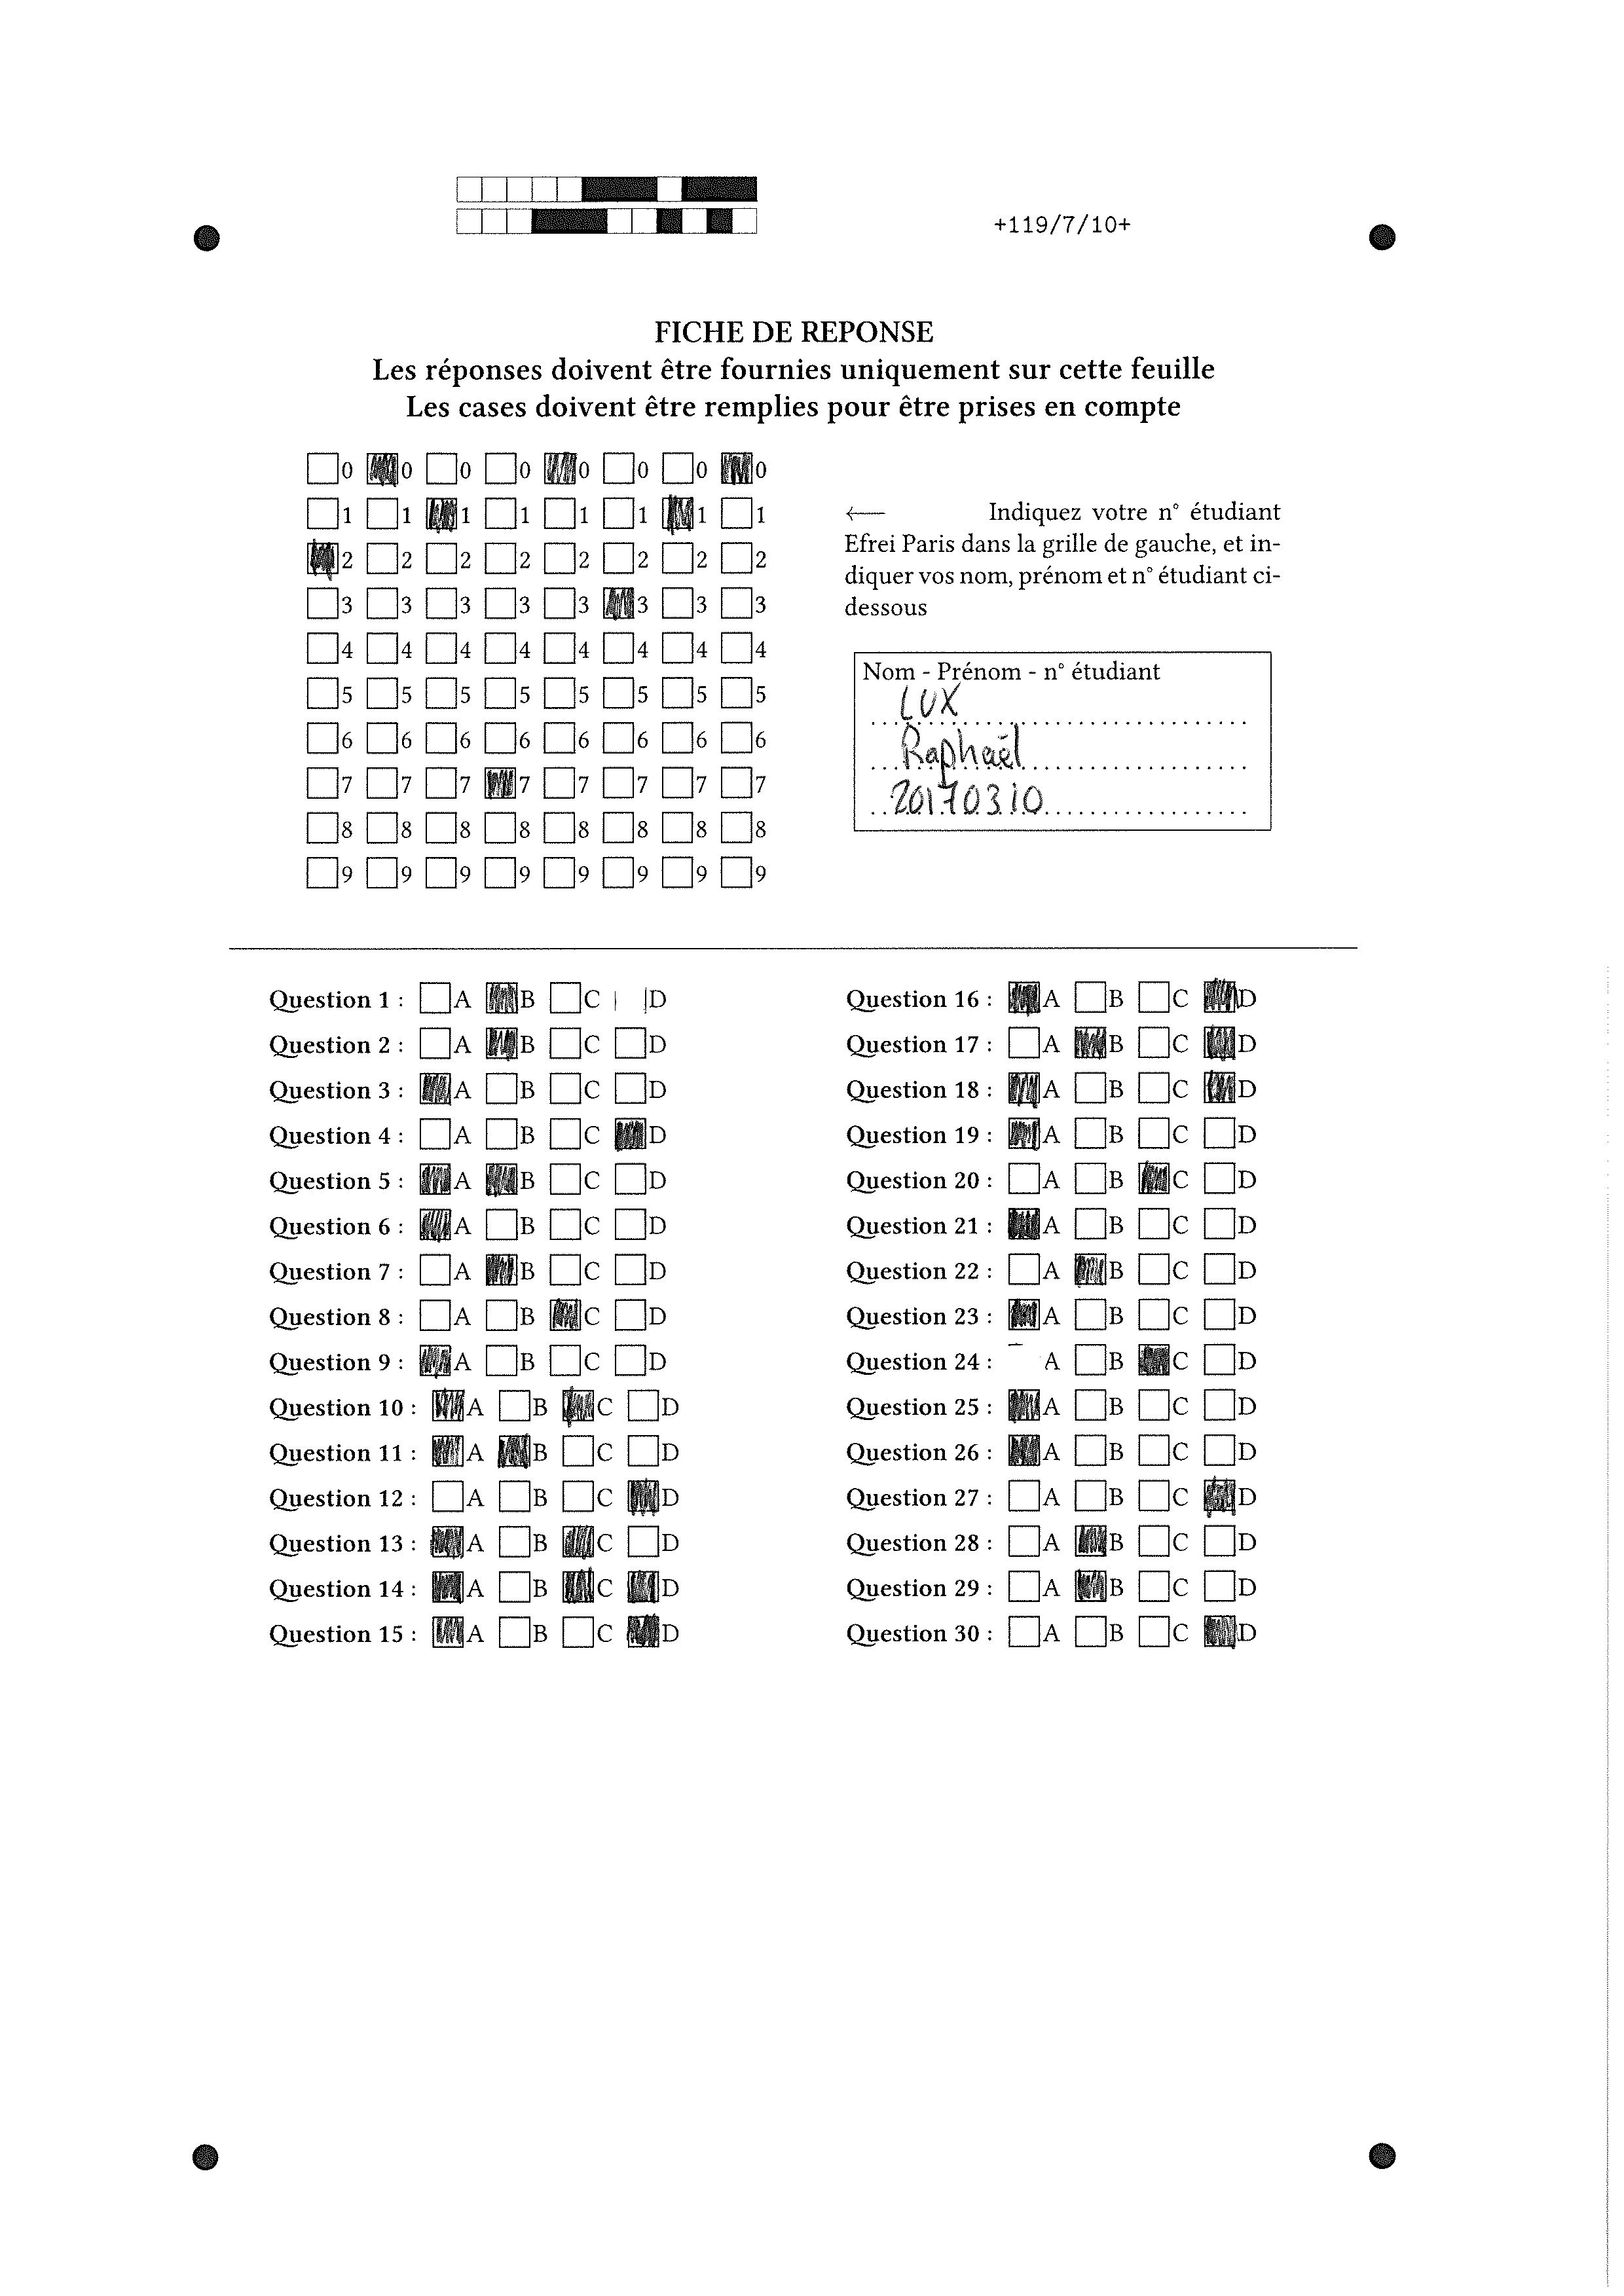 +119/7/10+
FICHE DE REPONSE
Les réponses doivent être fournies uniquement sur cette feuille
Les cases doivent être remplies pour être prises en compte
0 0 0 0 0 0 0 0
1 1 1 1 1 1 1 1
2 2 2 2 2 2 2 2
3 3 3 3 3 3 3 3
4 4 4 4 4 4 4 4
5 5 5 5 5 5 5 5
6 6 6 6 6 6 6 6
7 7 7 7 7 7 7 7
8 8 8 8 8 8 8 8
9 9 9 9 9 9 9 9
← Indiquez votre n° étudiant
Efrei Paris dans la grille de gauche, et in-
diquer vos nom, prénom et n° étudiant ci-
dessous
Nom - Prénom - n° étudiant
LUX
Raphaël
20170310
Question 1 : A B C D
Question 2 : A B C D
Question 3 : A B C D
Question 4 : A B C D
Question 5 : A B C D
Question 6 : A B C D
Question 7 : A B C D
Question 8 : A B C D
Question 9 : A B C D
Question 10 : A B C D
Question 11 : A B C D
Question 12 : A B C D
Question 13 : A B C D
Question 14 : A B C D
Question 15 : A B C D
Question 16 : A B C D
Question 17 : A B C D
Question 18 : A B C D
Question 19 : A B C D
Question 20 : A B C D
Question 21 : A B C D
Question 22 : A B C D
Question 23 : A B C D
Question 24 : A B C D
Question 25 : A B C D
Question 26 : A B C D
Question 27 : A B C D
Question 28 : A B C D
Question 29 : A B C D
Question 30 : A B C D